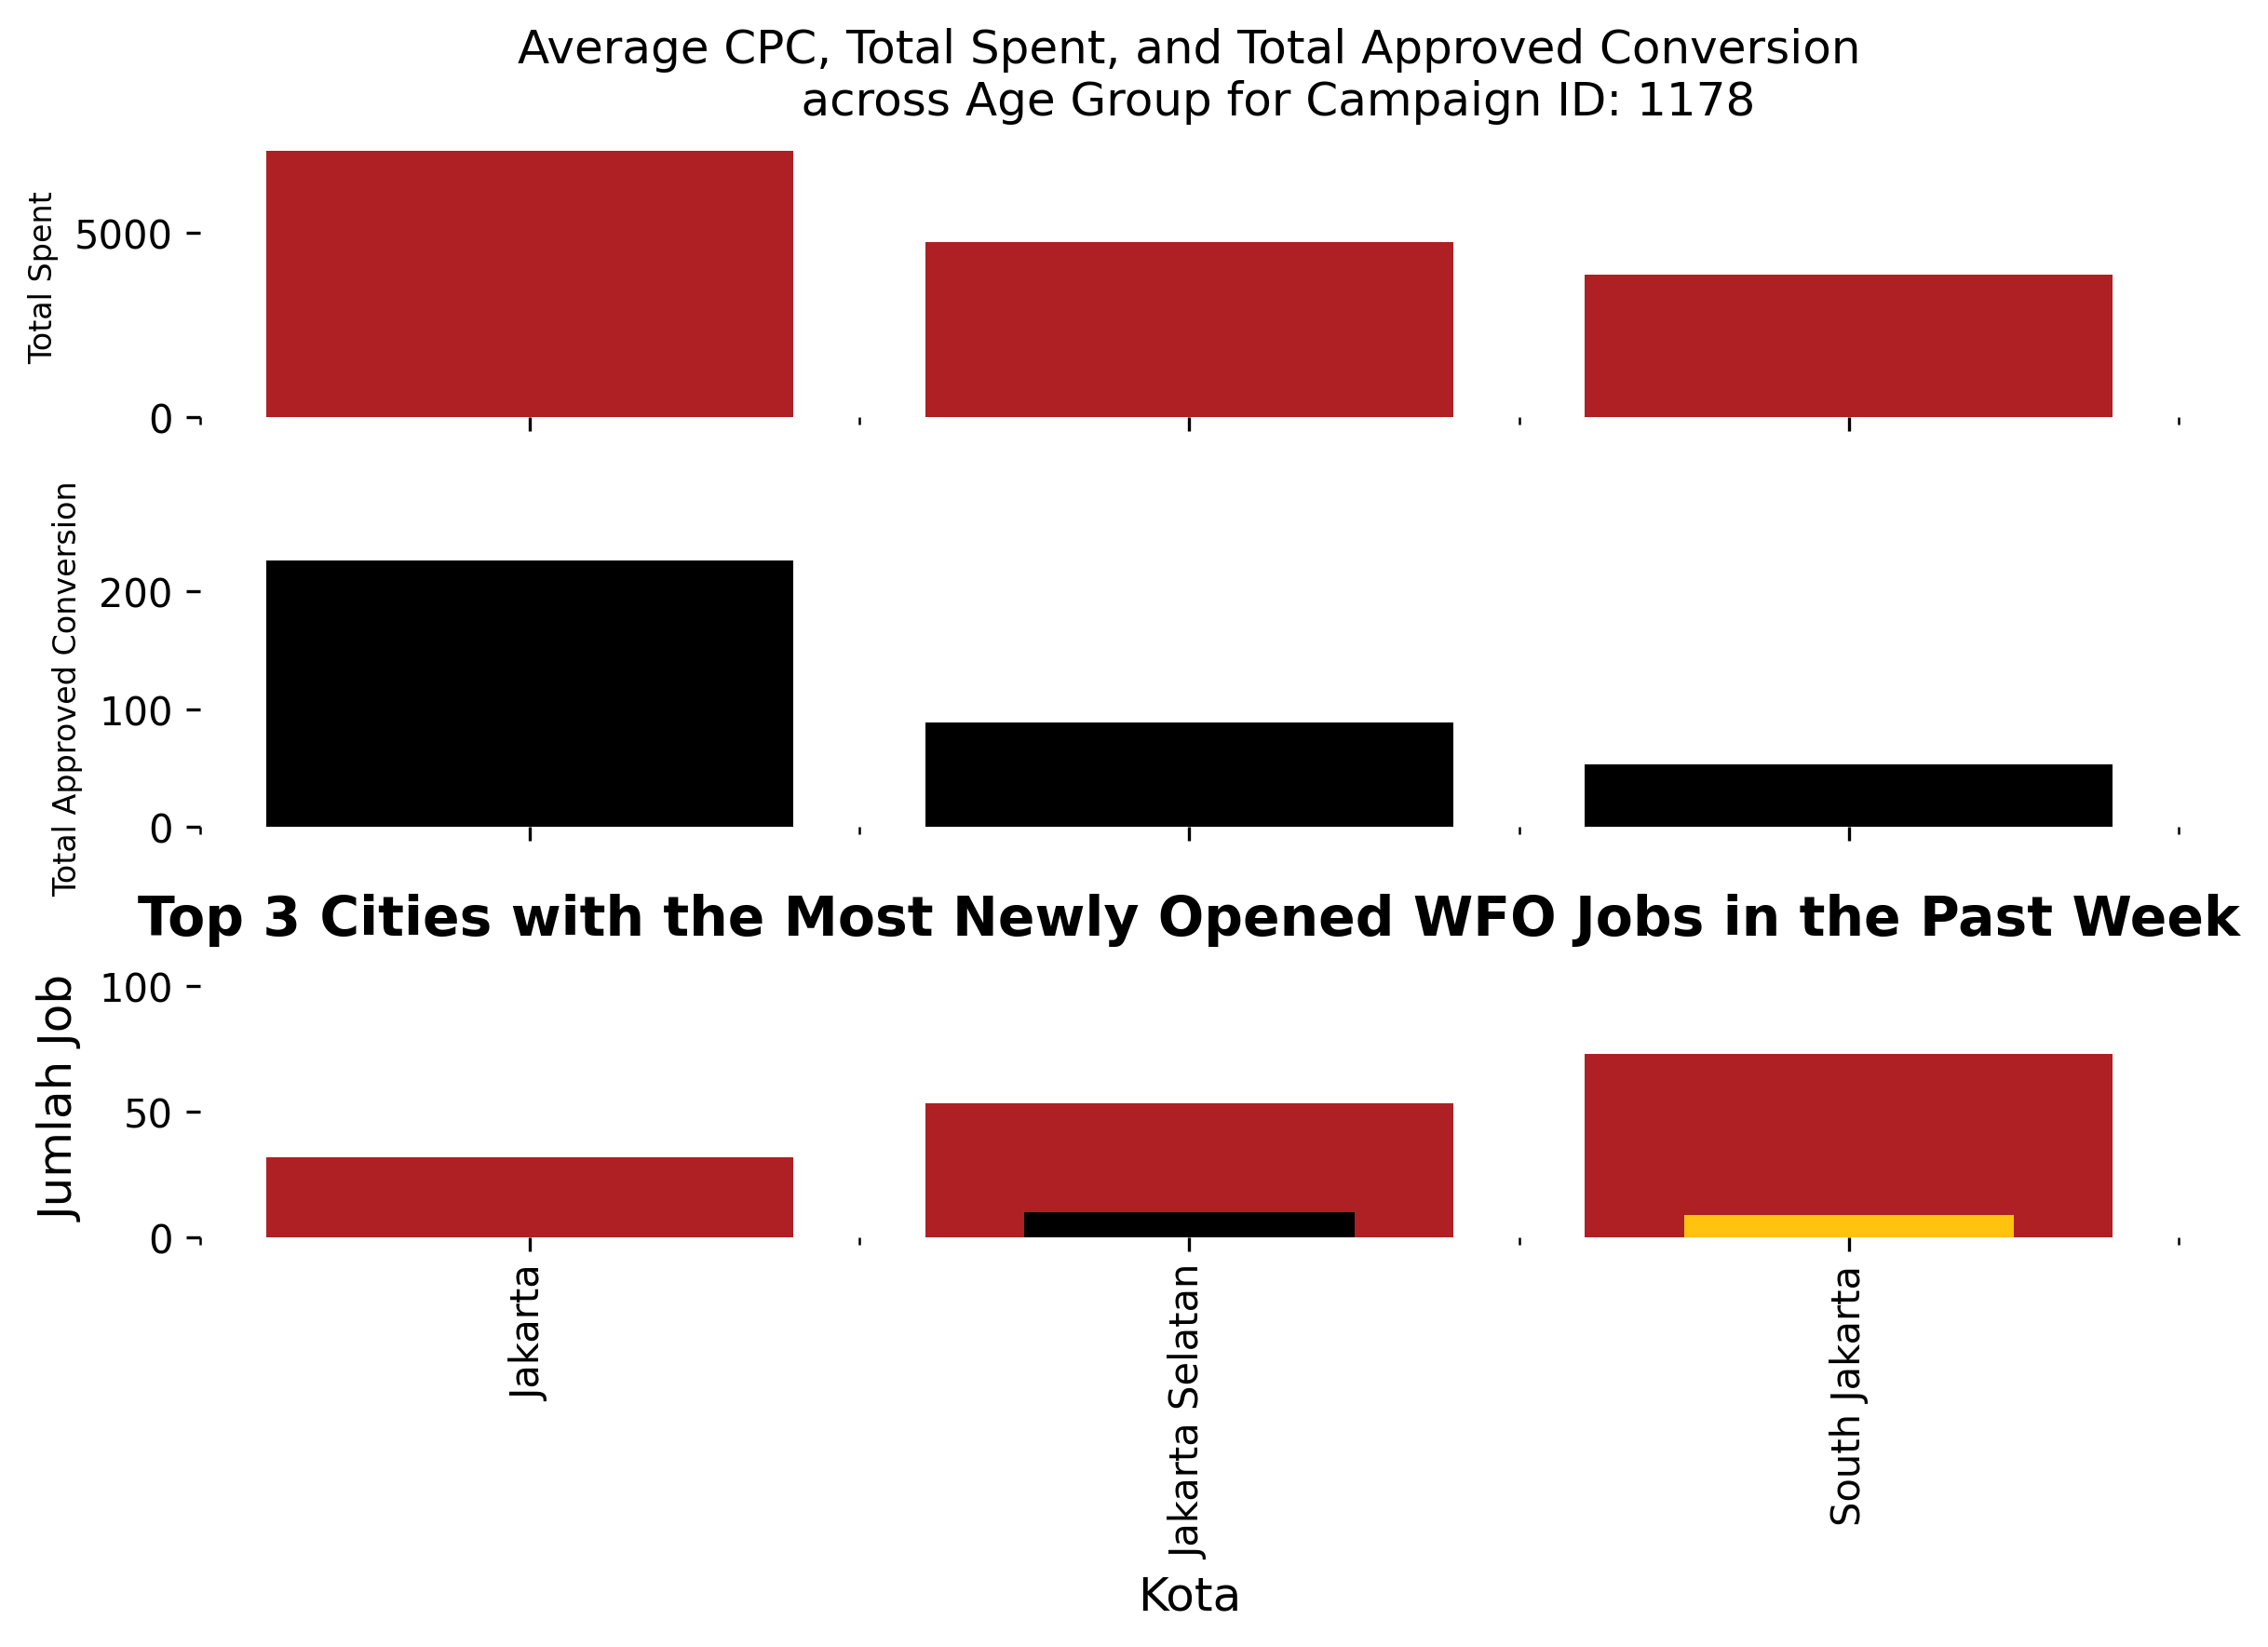 Average CPC, Total Spent, and Total Approved Conversion
across Age Group for Campaign ID: 1178
Total Spent
5000
0
Total Approved Conversion
200
100
0
Top 3 Cities with the Most Newly Opened WFO Jobs in the Past Week
Jumlah Job
100
50
0
Jakarta
Jakarta Selatan
South Jakarta
Kota